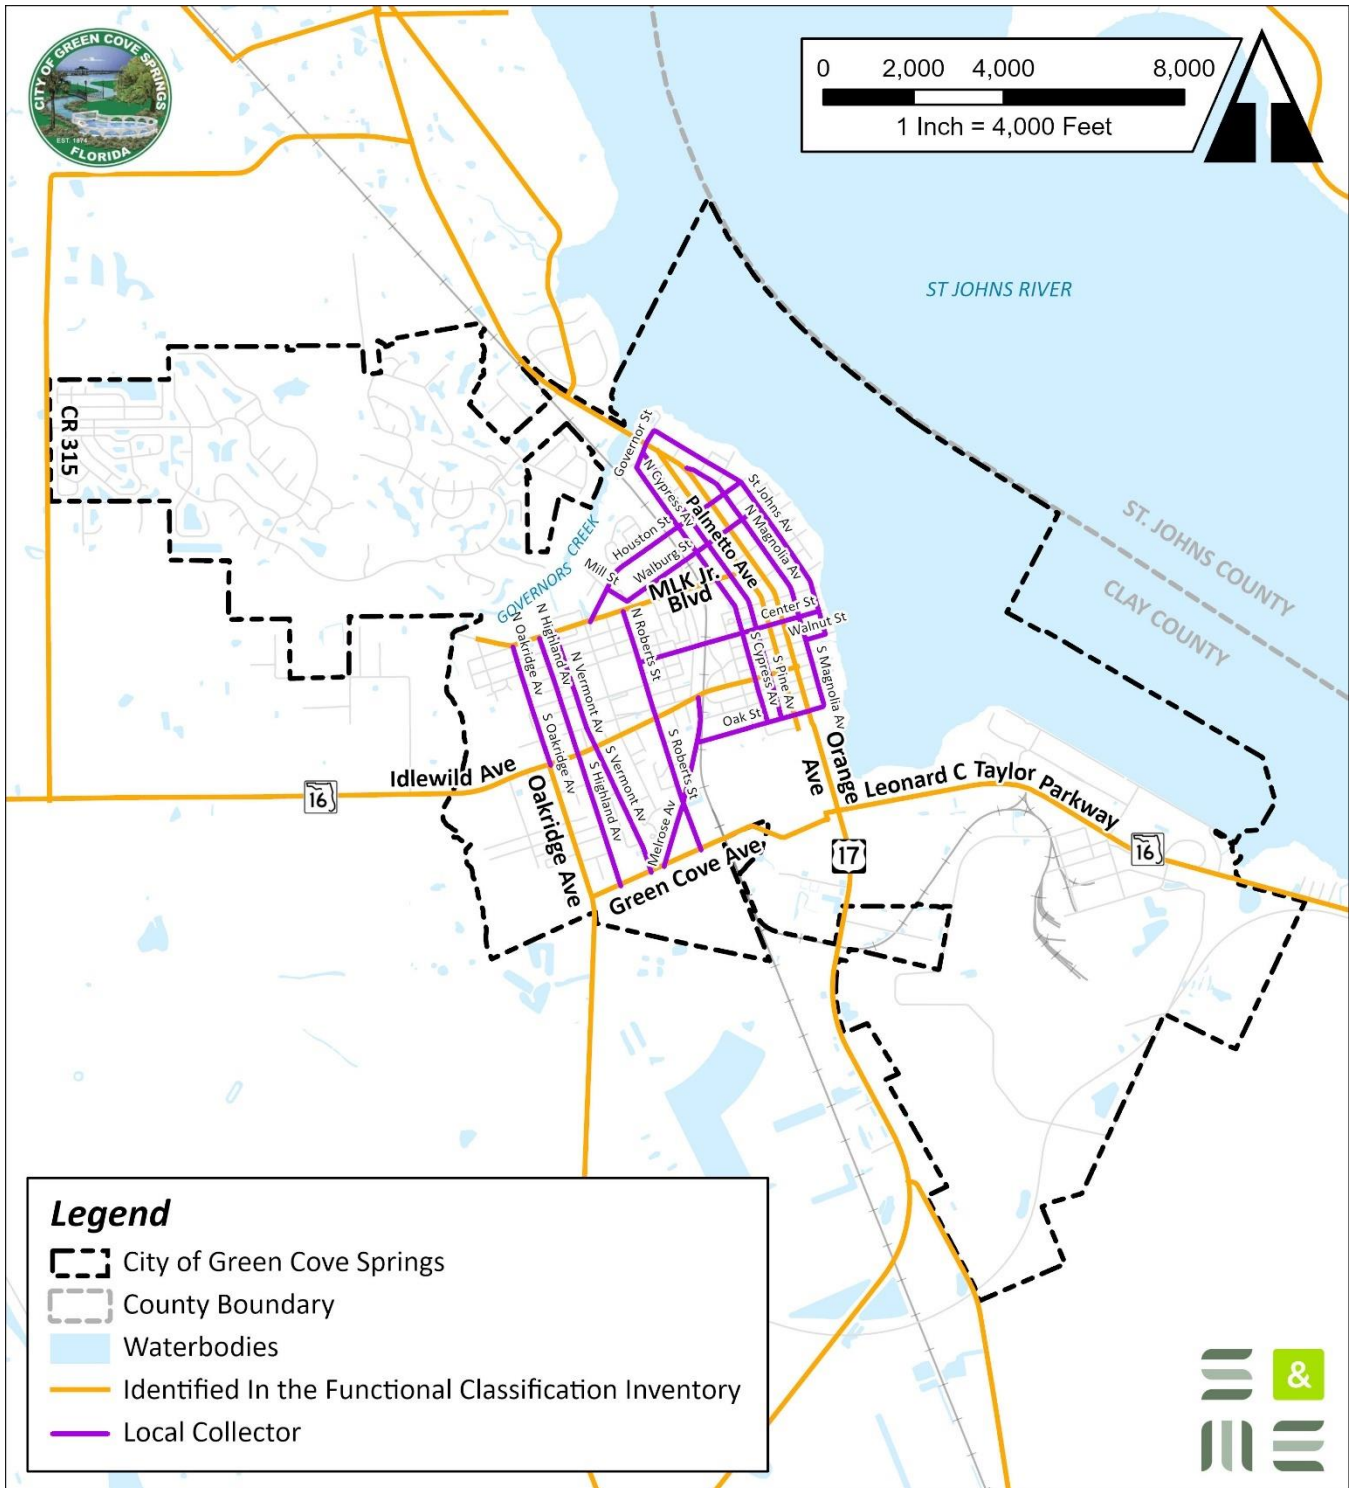 CITY OF GREEN COVE SPRINGS
EST. 1874
FLORIDA
0 2,000 4,000 8,000
1 Inch = 4,000 Feet
ST JOHNS RIVER
CR 315
ST. JOHNS COUNTY
CLAY COUNTY
GOVERNORS CREEK
Governor St
N Cypress Av
Palmetto Ave
St Johns Av
N Magnolia Av
Houston St
Walburg St
Mill St
MLK Jr.
Blvd
Center St
Walnut St
N Oakridge Av
N Highland Av
N Vermont Av
N Roberts St
S Cypress Av
S Pine Av
S Magnolia Av
Oak St
S Oakridge Av
S Highland Av
S Vermont Av
S Roberts St
Melrose Av
Idlewild Ave
16
Oakridge Ave
Green Cove Ave
Orange
Ave
Leonard C Taylor Parkway
16
17
Legend
City of Green Cove Springs
County Boundary
Waterbodies
Identified In the Functional Classification Inventory
Local Collector
&